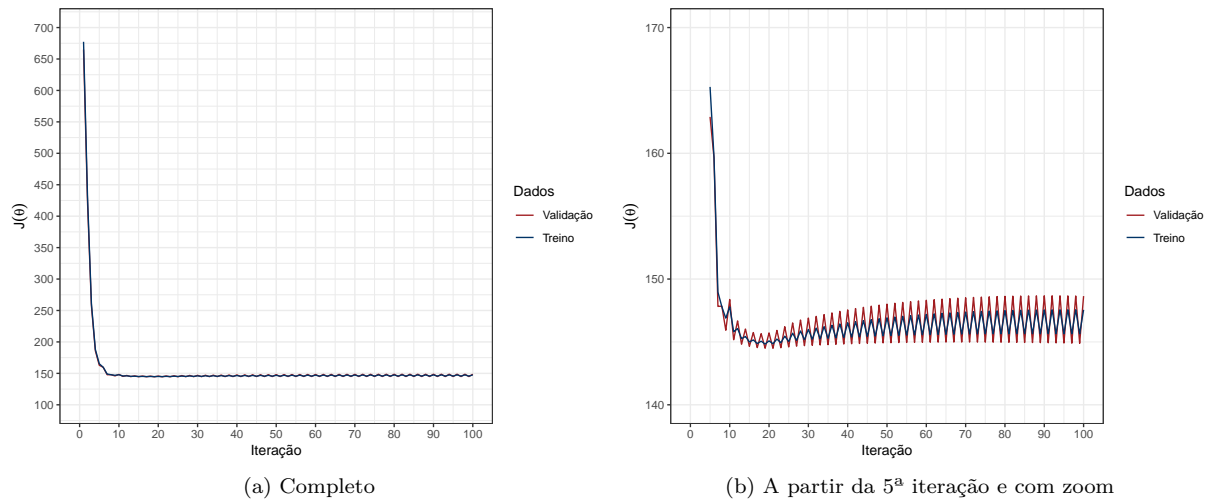 700
650
600
550
500
450
400
350
300
250
200
150
100
J(θ)
0 10 20 30 40 50 60 70 80 90 100
Iteração
Dados
Validação
Treino
(a) Completo
170
160
150
140
J(θ)
0 10 20 30 40 50 60 70 80 90 100
Iteração
Dados
Validação
Treino
(b) A partir da 5ª iteração e com zoom